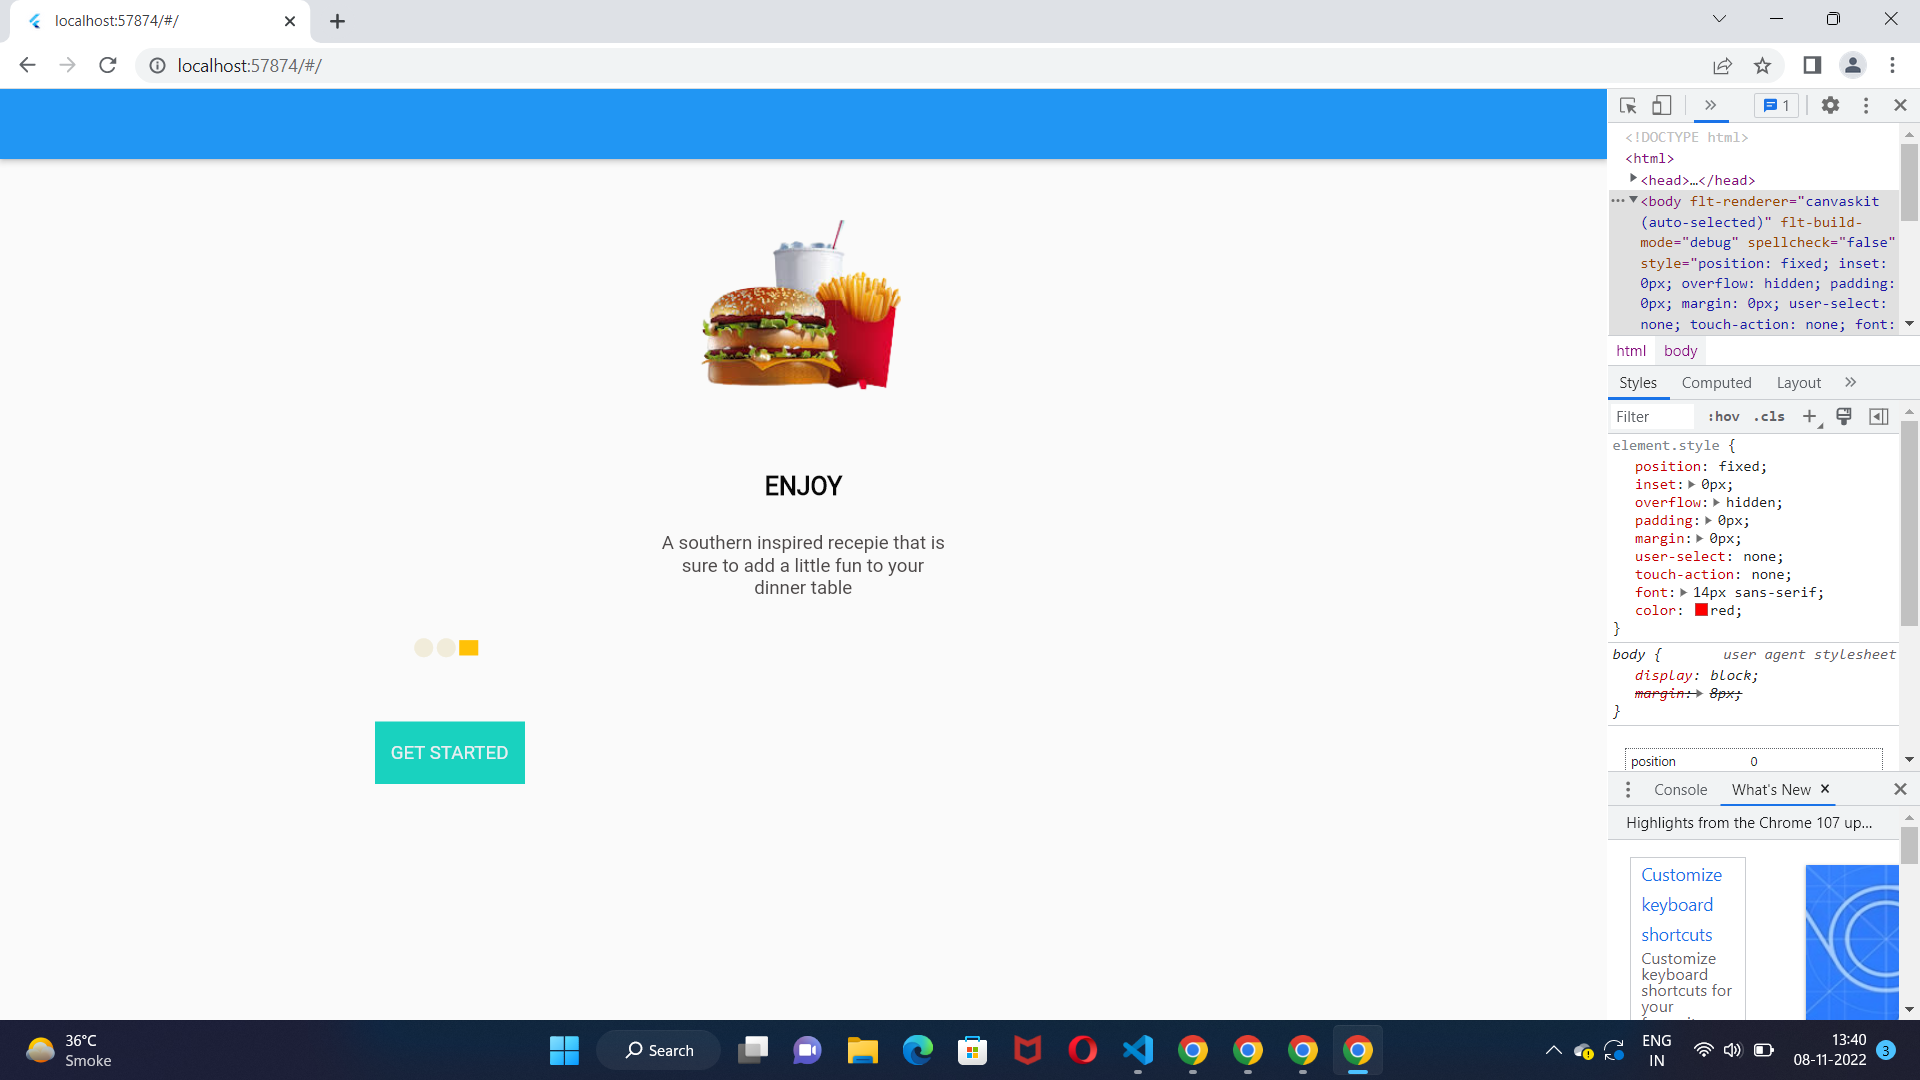 localhost:57874/#/
localhost:57874/#/
1
<!DOCTYPE html>
<html>
<head>…</head>
<body flt-renderer="canvaskit
(auto-selected)" flt-build-
mode="debug" spellcheck="false"
style="position: fixed; inset:
0px; overflow: hidden; padding:
0px; margin: 0px; user-select:
none; touch-action: none; font:
html body
Styles Computed Layout
Filter :hov .cls
element.style {
position: fixed;
inset: 0px;
overflow: hidden;
padding: 0px;
margin: 0px;
user-select: none;
touch-action: none;
font: 14px sans-serif;
color: red;
}
body { user agent stylesheet
display: block;
margin: 8px;
}
position 0
Console What's New
Highlights from the Chrome 107 up...
Customize
keyboard
shortcuts
Customize
keyboard
shortcuts for
your
ENJOY
A southern inspired recepie that is
sure to add a little fun to your
dinner table
GET STARTED
36°C
Smoke
Search
ENG
IN
13:40
08-11-2022
3